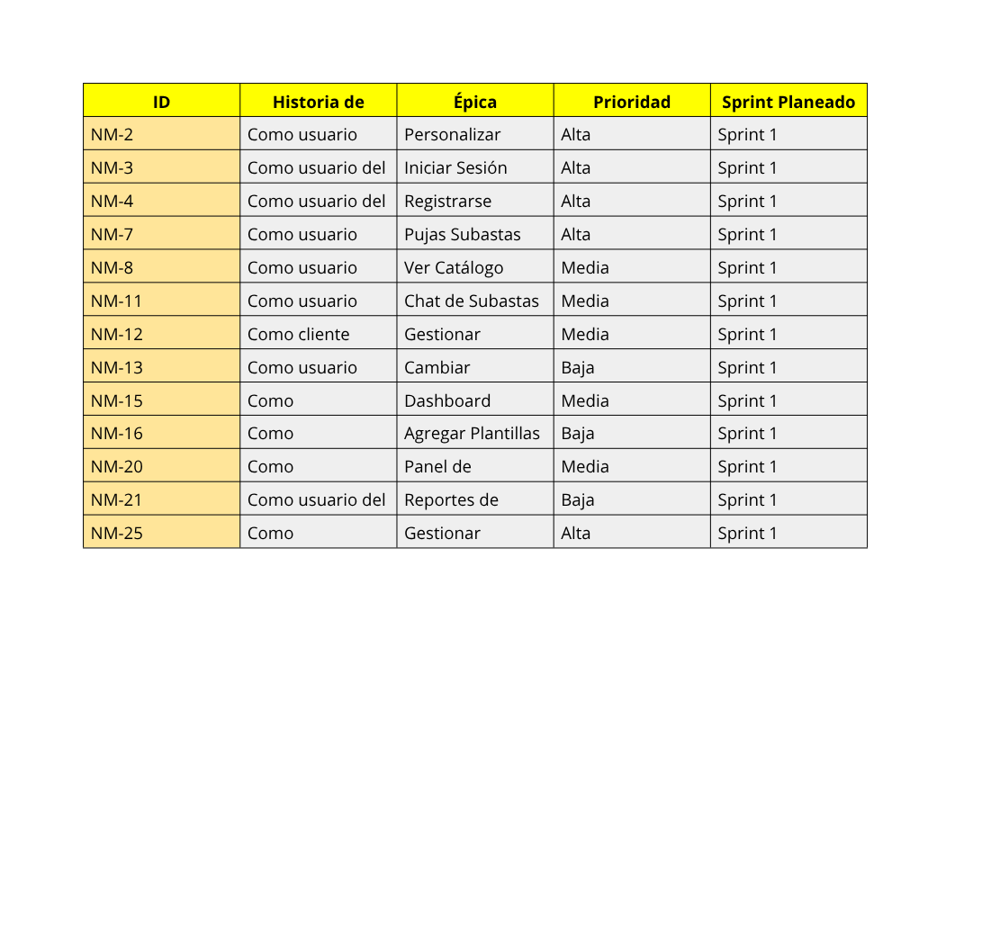 ID Historia de Épica Prioridad Sprint Planeado
NM-2 Como usuario Personalizar Alta Sprint 1
NM-3 Como usuario del Iniciar Sesión Alta Sprint 1
NM-4 Como usuario del Registrarse Alta Sprint 1
NM-7 Como usuario Pujas Subastas Alta Sprint 1
NM-8 Como usuario Ver Catálogo Media Sprint 1
NM-11 Como usuario Chat de Subastas Media Sprint 1
NM-12 Como cliente Gestionar Media Sprint 1
NM-13 Como usuario Cambiar Baja Sprint 1
NM-15 Como Dashboard Media Sprint 1
NM-16 Como Agregar Plantillas Baja Sprint 1
NM-20 Como Panel de Media Sprint 1
NM-21 Como usuario del Reportes de Baja Sprint 1
NM-25 Como Gestionar Alta Sprint 1